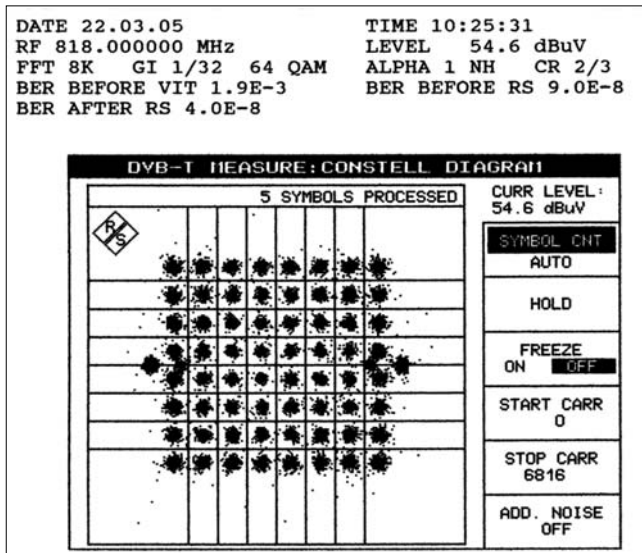 DATE 22.03.05 TIME 10:25:31
RF 818.000000 MHz LEVEL 54.6 dBuV
FFT 8K GI 1/32 64 QAM ALPHA 1 NH CR 2/3
BER BEFORE VIT 1.9E-3 BER BEFORE RS 9.0E-8
BER AFTER RS 4.0E-8
DVB-T MEASURE:CONSTELL DIAGRAM
5 SYMBOLS PROCESSED
R/S
CURR LEVEL:
54.6 dBuV
SYMBOL CNT
AUTO
HOLD
FREEZE
ON OFF
START CARR
0
STOP CARR
6816
ADD. NOISE
OFF